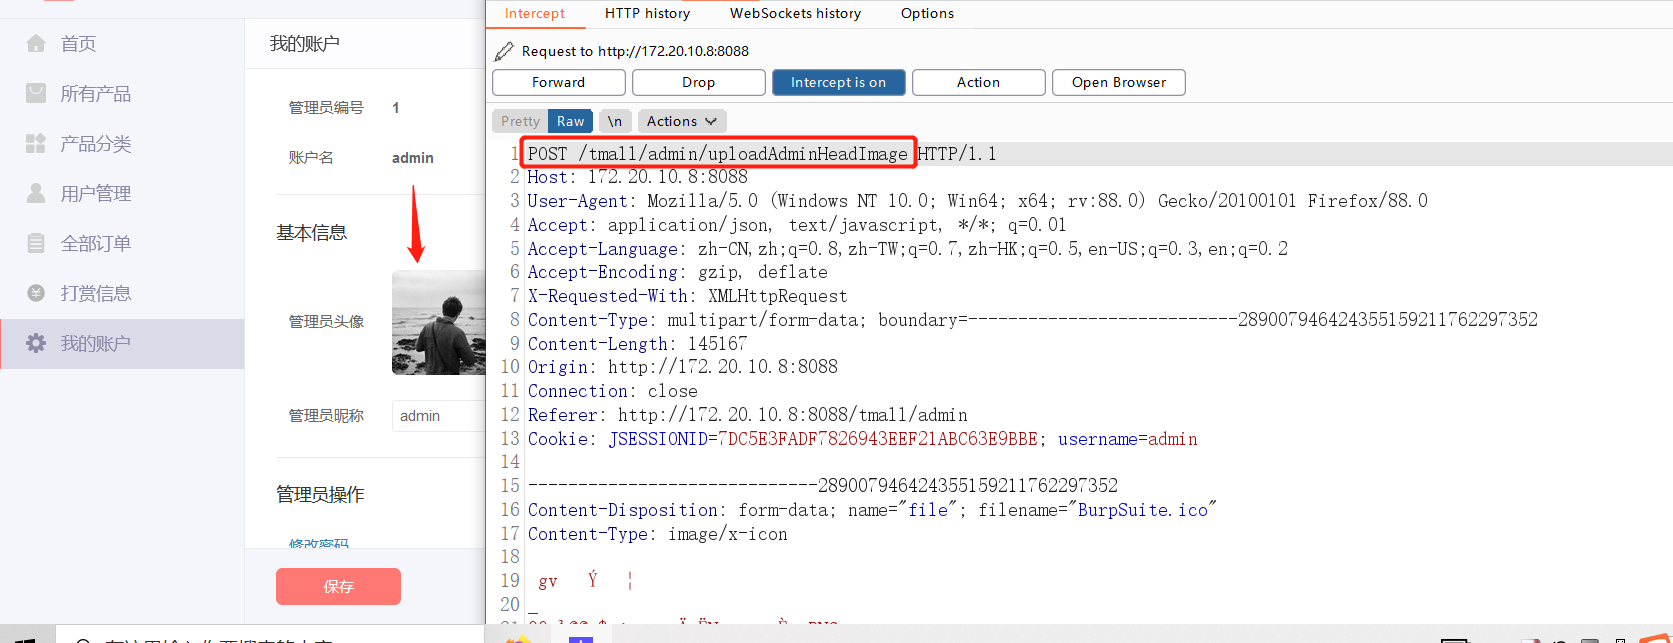 首页
所有产品
产品分类
用户管理
全部订单
打赏信息
我的账户
我的账户
管理员编号 1
账户名 admin
基本信息
管理员头像
管理员昵称 admin
管理员操作
修改密码
保存
Intercept HTTP history WebSockets history Options
Request to http://172.20.10.8:8088
Forward Drop Intercept is on Action Open Browser
Pretty Raw \n Actions
1 POST /tmall/admin/uploadAdminHeadImage HTTP/1.1
2 Host: 172.20.10.8:8088
3 User-Agent: Mozilla/5.0 (Windows NT 10.0; Win64; x64; rv:88.0) Gecko/20100101 Firefox/88.0
4 Accept: application/json, text/javascript, */*; q=0.01
5 Accept-Language: zh-CN,zh;q=0.8,zh-TW;q=0.7,zh-HK;q=0.5,en-US;q=0.3,en;q=0.2
6 Accept-Encoding: gzip, deflate
7 X-Requested-With: XMLHttpRequest
8 Content-Type: multipart/form-data; boundary=---------------------------289007946424355159211762297352
9 Content-Length: 145167
10 Origin: http://172.20.10.8:8088
11 Connection: close
12 Referer: http://172.20.10.8:8088/tmall/admin
13 Cookie: JSESSIONID=7DC5E3FADF7826943EEF21ABC63E9BBE; username=admin
14
15 -----------------------------289007946424355159211762297352
16 Content-Disposition: form-data; name="file"; filename="BurpSuite.ico"
17 Content-Type: image/x-icon
18
19 gv Ý ¦
20 _